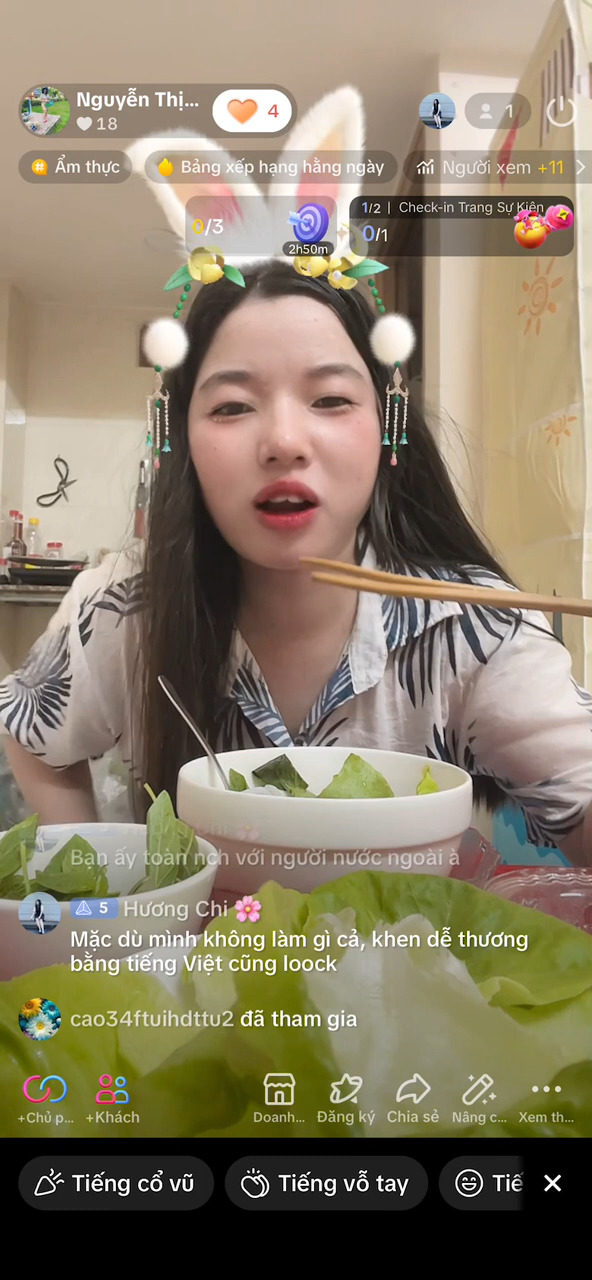 Nguyễn Thị...
18
4
1
Ẩm thực
Bảng xếp hạng hằng ngày
Người xem +11
0/3
2h50m
1/2 | Check-in Trang Sự Kiện
0/1
Bạn ấy toàn nch với người nước ngoài à
5 Hương Chi
Mặc dù mình không làm gì cả, khen dễ thương
bằng tiếng Việt cũng loock
cao34ftuihdttu2 đã tham gia
+Chủ p...
+Khách
Doanh...
Đăng ký
Chia sẻ
Nâng c...
Xem th...
Tiếng cổ vũ
Tiếng vỗ tay
Tiế